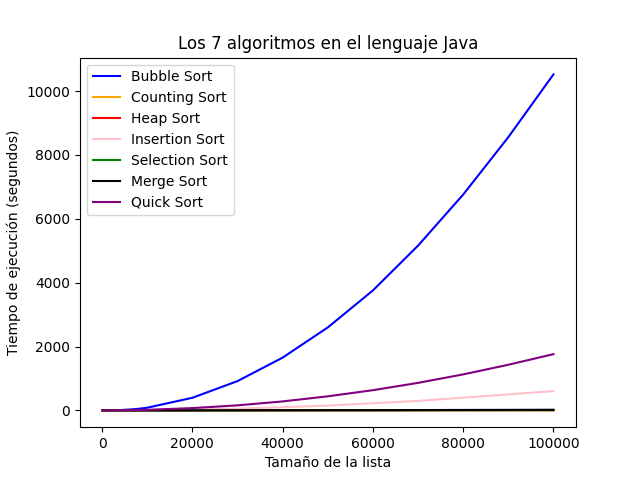 Los 7 algoritmos en el lenguaje Java
Bubble Sort
Counting Sort
Heap Sort
Insertion Sort
Selection Sort
Merge Sort
Quick Sort
Tiempo de ejecución (segundos)
10000
8000
6000
4000
2000
0
0 20000 40000 60000 80000 100000
Tamaño de la lista